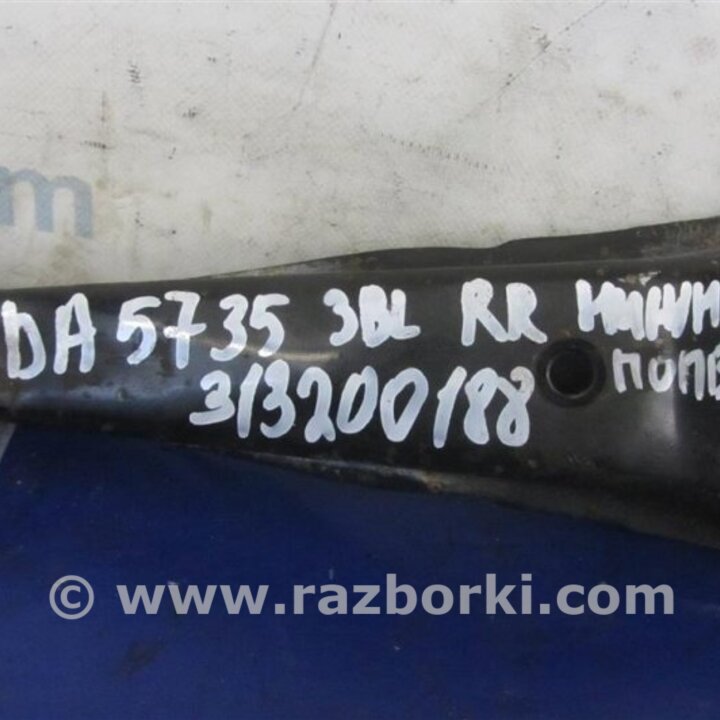 m
DA 5735 3BL RR НИЖН
ПОПЕ
313200188
© www.razborki.com